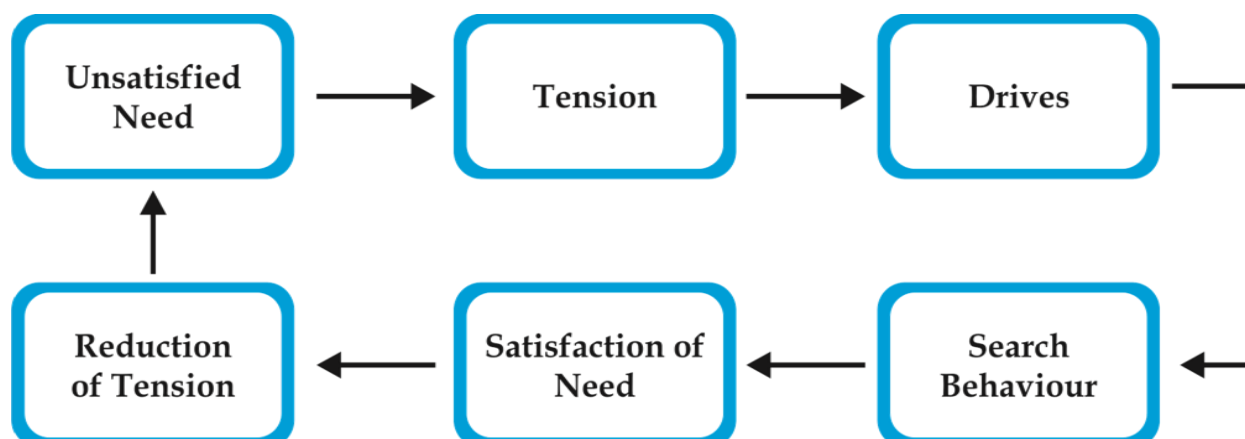 Unsatisfied
Need
Tension
Drives
Search
Behaviour
Satisfaction of
Need
Reduction
of Tension